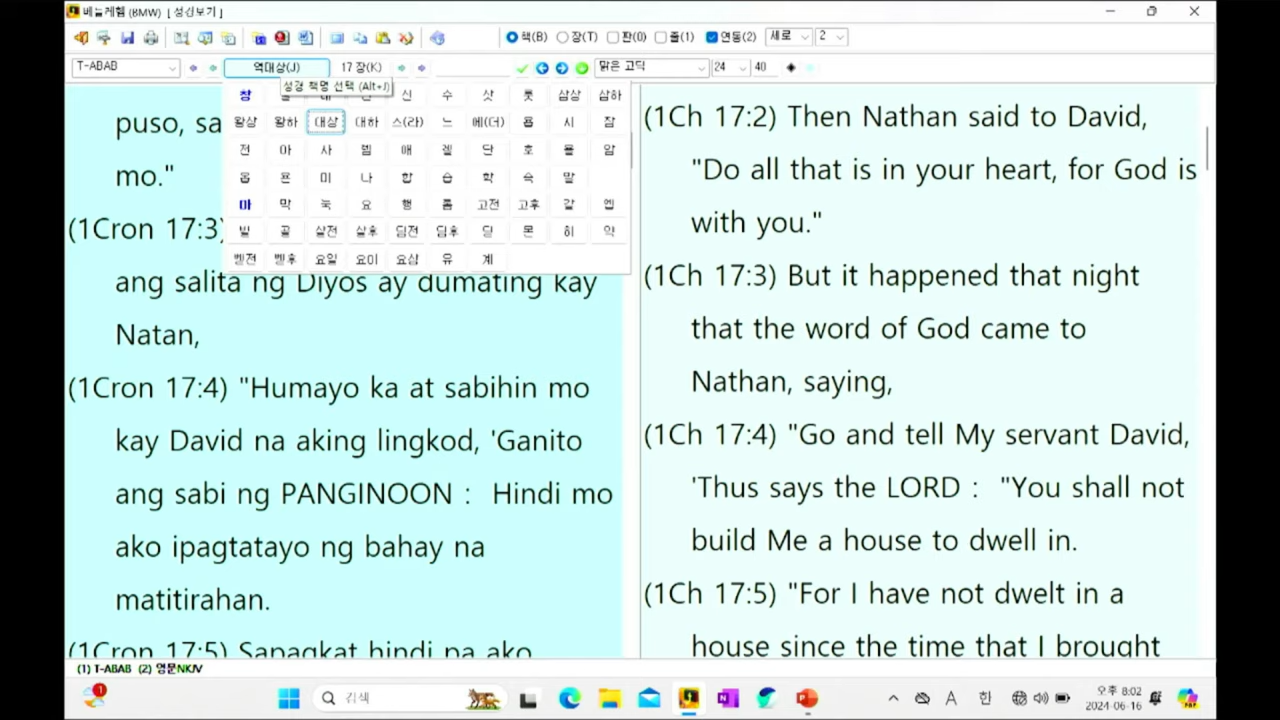 베들레헴 (BMW) [ 성경보기 ]
책(B) 장(T) 판(0) 출(1) 연동(2) 세로 2
T-ABAB 역대상(J) 17 장(K) 맑은 고딕 24 40
성경 책명 선택 (Alt+J)
창 신 수 삿 룻 삼상 삼하
왕상 왕하 대상 대하 스(라) 느 에(더) 욥 시 잠
전 아 사 렘 애 겔 단 호 욜 암
옵 욘 미 나 합 습 학 슥 말
마 막 눅 요 행 롬 고전 고후 갈 엡
빌 골 살전 살후 딤전 딤후 딛 몬 히 약
벧전 벧후 요일 요이 요삼 유 계
puso, sa
mo."
(1Cron 17:3)
ang salita ng Diyos ay dumating kay
Natan,
(1Cron 17:4) "Humayo ka at sabihin mo
kay David na aking lingkod, 'Ganito
ang sabi ng PANGINOON : Hindi mo
ako ipagtatayo ng bahay na
matitirahan.
(1Cron 17:5) Sapagkat hindi pa ako
(1Ch 17:2) Then Nathan said to David,
"Do all that is in your heart, for God is
with you."
(1Ch 17:3) But it happened that night
that the word of God came to
Nathan, saying,
(1Ch 17:4) "Go and tell My servant David,
'Thus says the LORD : "You shall not
build Me a house to dwell in.
(1Ch 17:5) "For I have not dwelt in a
house since the time that I brought
(1) T-ABAB (2) 영문NKJV
1 검색 A 한 오후 8:02
2024-06-16